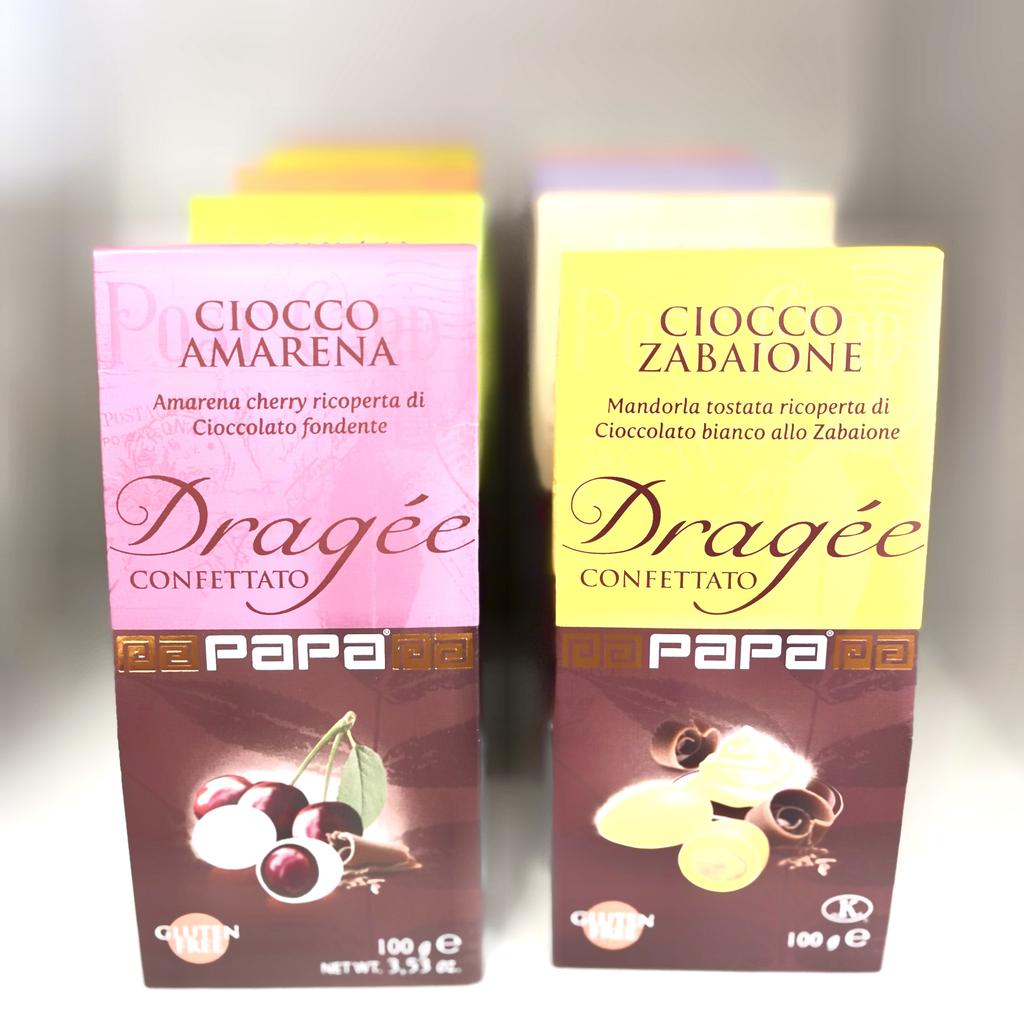 CIOCCO
AMARENA
Amarena cherry ricoperta di
Cioccolato fondente
Dragée
CONFETTATO
PAPA®
GLUTEN
FREE
100 g e
NET WT. 3,53 oz.
CIOCCO
ZABAIONE
Mandorla tostata ricoperta di
Cioccolato bianco allo Zabaione
Dragée
CONFETTATO
PAPA®
GLUTEN
FREE
K
100 g e